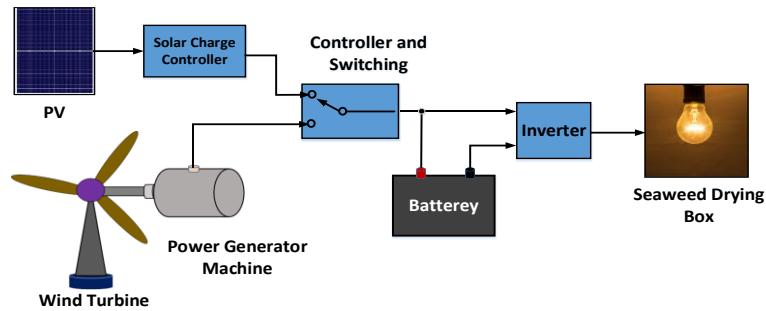 Solar Charge
Controller
Controller and
Switching
PV
Inverter
Batterey
Seaweed Drying
Box
Power Generator
Machine
Wind Turbine